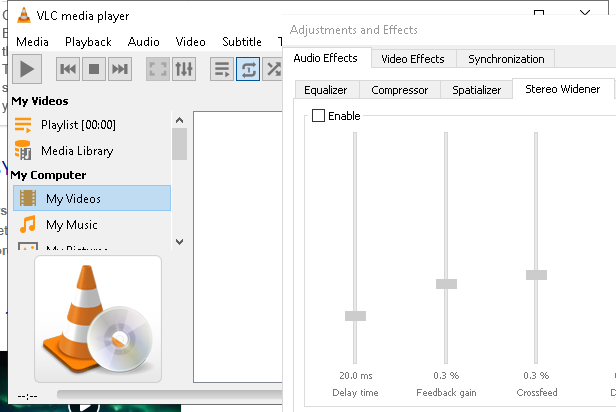 VLC media player
Media Playback Audio Video Subtitle
My Videos
Playlist [00:00]
Media Library
My Computer
My Videos
My Music
My Pictures
--:--
Adjustments and Effects
Audio Effects Video Effects Synchronization
Equalizer Compressor Spatializer Stereo Widener
Enable
20.0 ms 0.3 % 0.3 %
Delay time Feedback gain Crossfeed